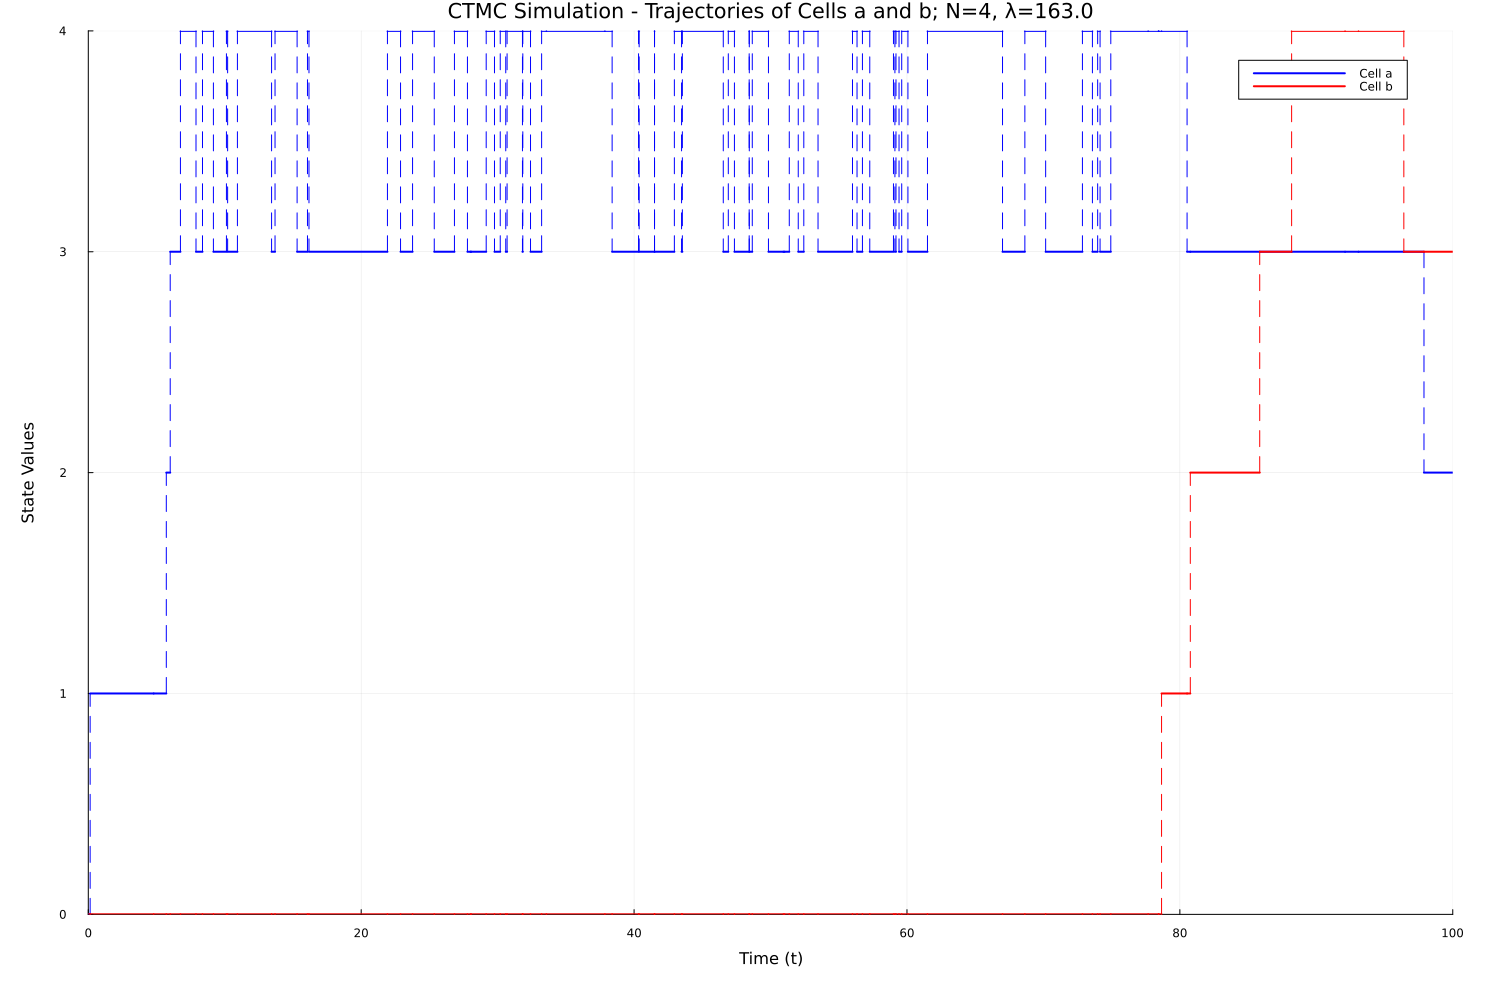 CTMC Simulation - Trajectories of Cells a and b; N=4, λ=163.0
4
Cell a
Cell b
3
State Values
2
1
0
0 20 40 60 80 100
Time (t)